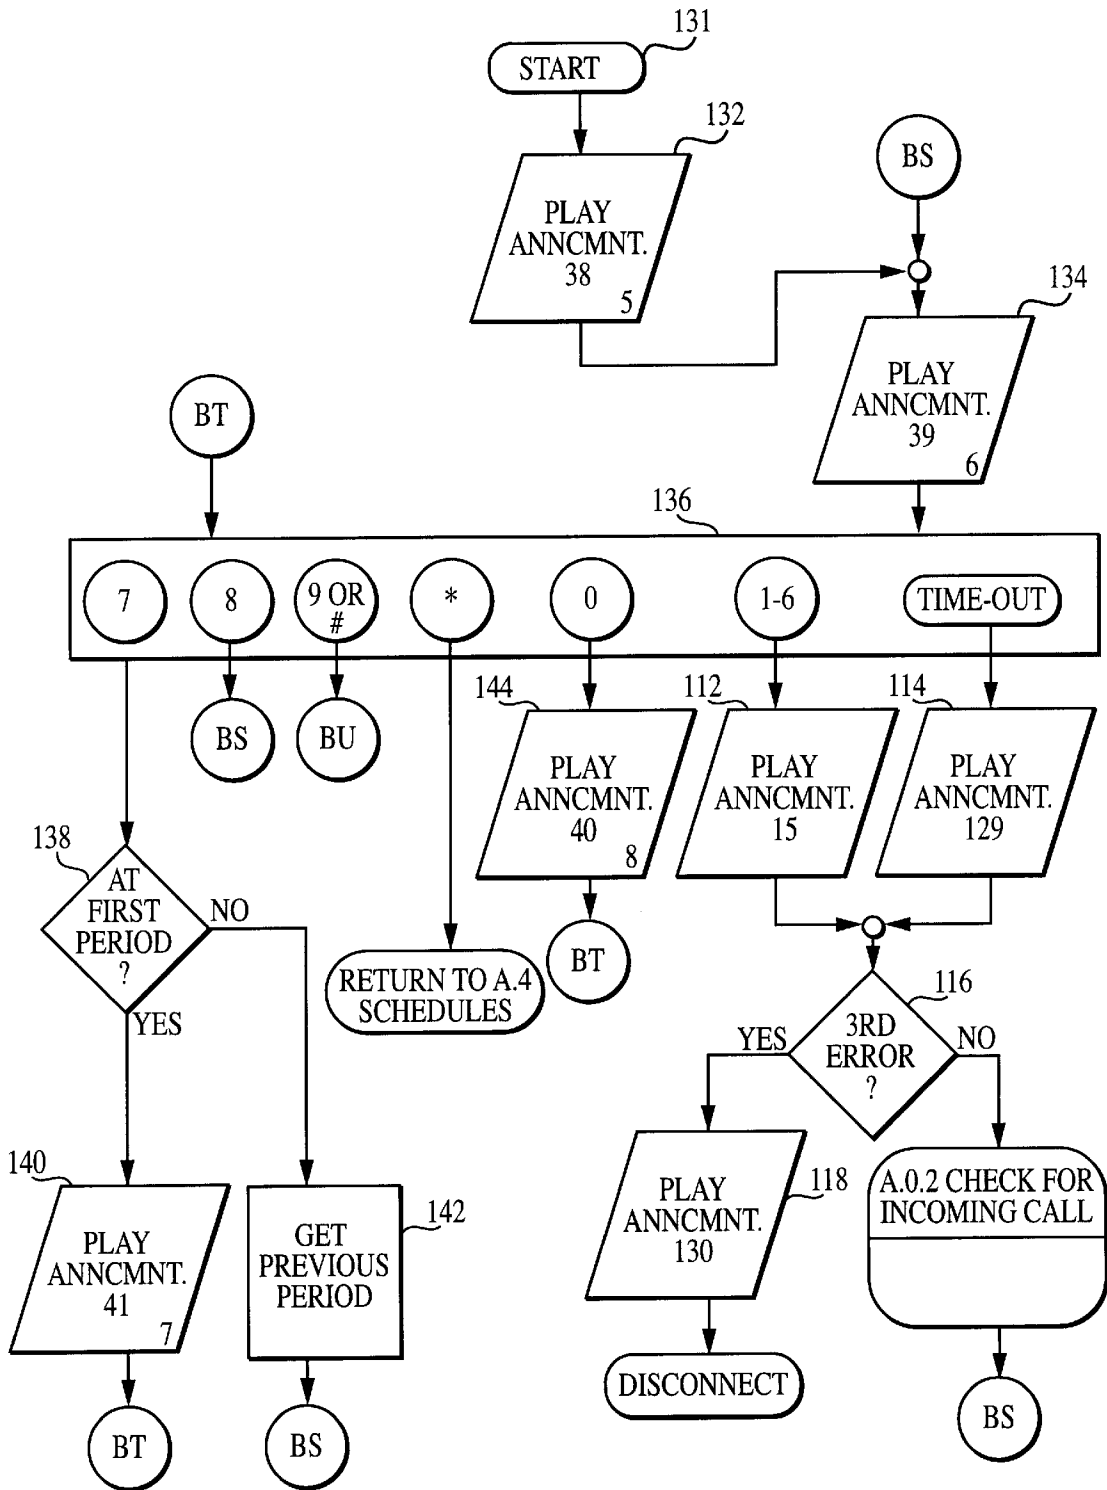 131
START
132
PLAY
ANNCMNT.
38
5
BS
134
PLAY
ANNCMNT.
39
6
BT
136
7
8
9 OR
#
*
0
1-6
TIME-OUT
BS
BU
144
PLAY
ANNCMNT.
40
8
BT
112
PLAY
ANNCMNT.
15
114
PLAY
ANNCMNT.
129
138
AT
FIRST
PERIOD
?
NO
YES
RETURN TO A.4
SCHEDULES
116
3RD
ERROR
?
YES
NO
140
PLAY
ANNCMNT.
41
7
BT
142
GET
PREVIOUS
PERIOD
BS
118
PLAY
ANNCMNT.
130
DISCONNECT
A.0.2 CHECK FOR
INCOMING CALL
BS